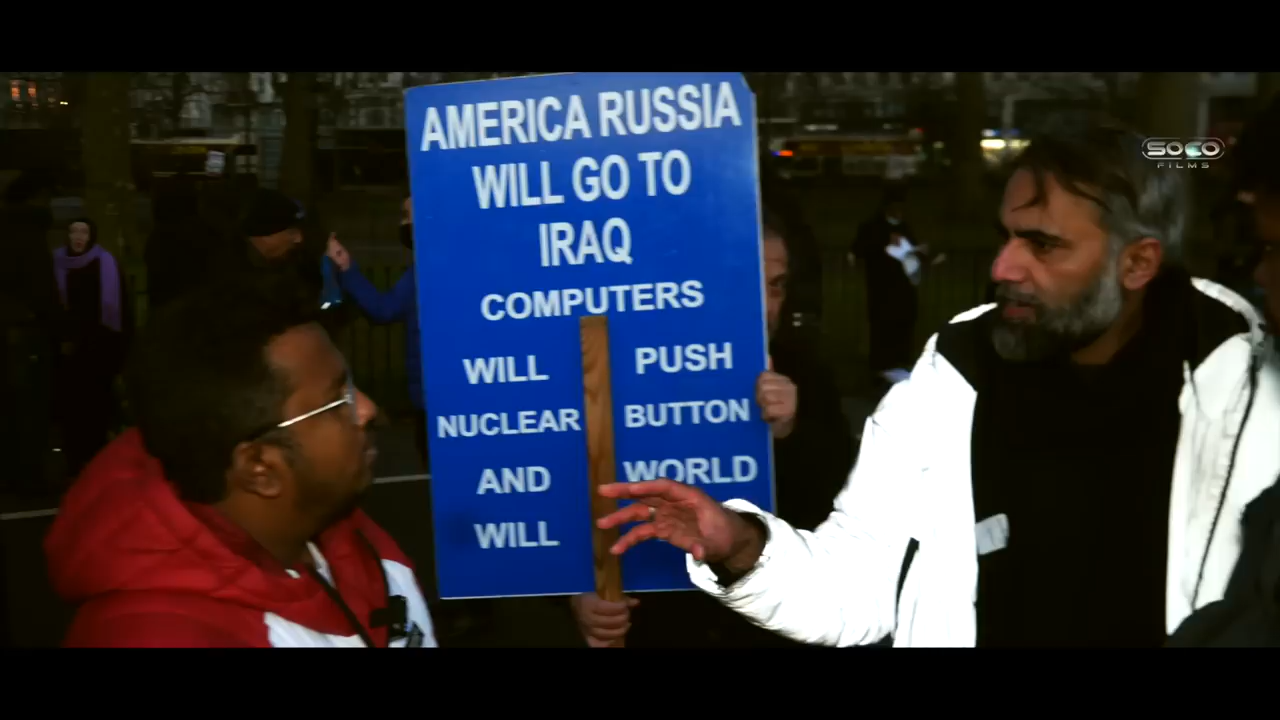 AMERICA RUSSIA
WILL GO TO
IRAQ
COMPUTERS
WILL PUSH
NUCLEAR BUTTON
AND WORLD
WILL
SOCO
FILMS